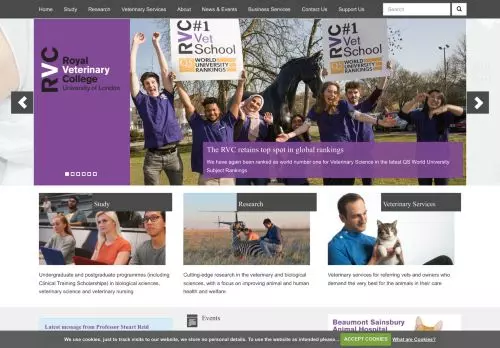 Home Study Research Veterinary Services About News & Events Business Services Contact Us Support Us Search
RVC
Royal
Veterinary
College
University of London
RVC #1
Vet
School
QS WORLD
UNIVERSITY
RANKINGS
RVC #1
Vet
School
QS WORLD
UNIVERSITY
RANKINGS
The RVC retains top spot in global rankings
We have again been ranked as world number one for Veterinary Science in the latest QS World University
Subject Rankings
Study
Undergraduate and postgraduate programmes (including
Clinical Training Scholarships) in biological sciences,
veterinary science and veterinary nursing
Research
Cutting-edge research in the veterinary and biological
sciences, with a focus on improving animal and human
health and welfare
Veterinary Services
Veterinary services for referring vets and owners who
demand the very best for the animals in their care
Latest message from Professor Stuart Reid
Events
Beaumont Sainsbury
Animal Hospital
We use cookies, just to track visits to our website, we store no personal details. To use the website as intended please... ACCEPT COOKIES What are Cookies?